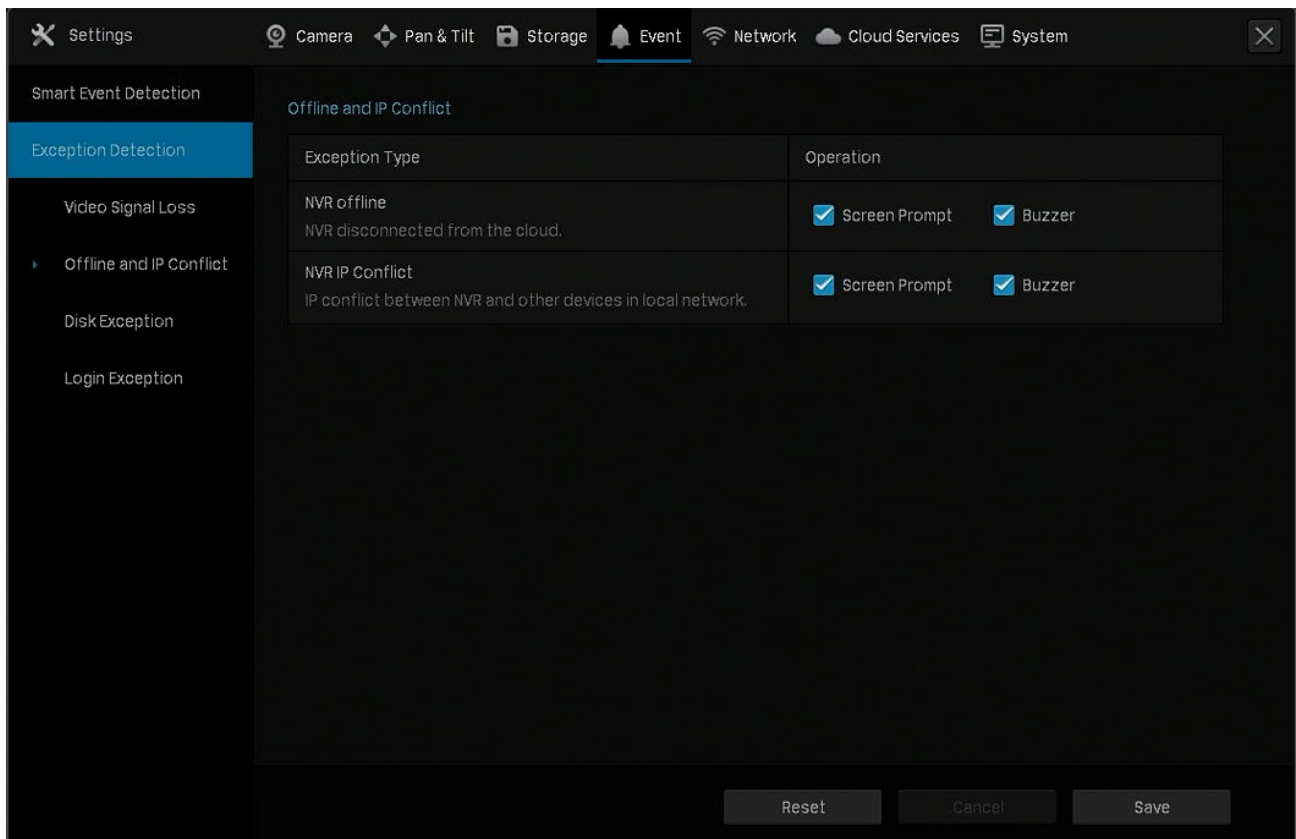 Settings
Camera
Pan & Tilt
Storage
Event
Network
Cloud Services
System
Smart Event Detection
Exception Detection
Video Signal Loss
Offline and IP Conflict
Disk Exception
Login Exception
Offline and IP Conflict
Exception Type
Operation
NVR offline
NVR disconnected from the cloud.
Screen Prompt
Buzzer
NVR IP Conflict
IP conflict between NVR and other devices in local network.
Screen Prompt
Buzzer
Reset
Cancel
Save